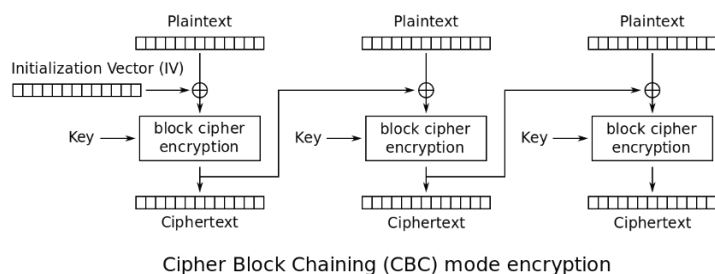 Plaintext
Plaintext
Plaintext
Initialization Vector (IV)
Key
block cipher
encryption
Key
block cipher
encryption
Key
block cipher
encryption
Ciphertext
Ciphertext
Ciphertext
Cipher Block Chaining (CBC) mode encryption